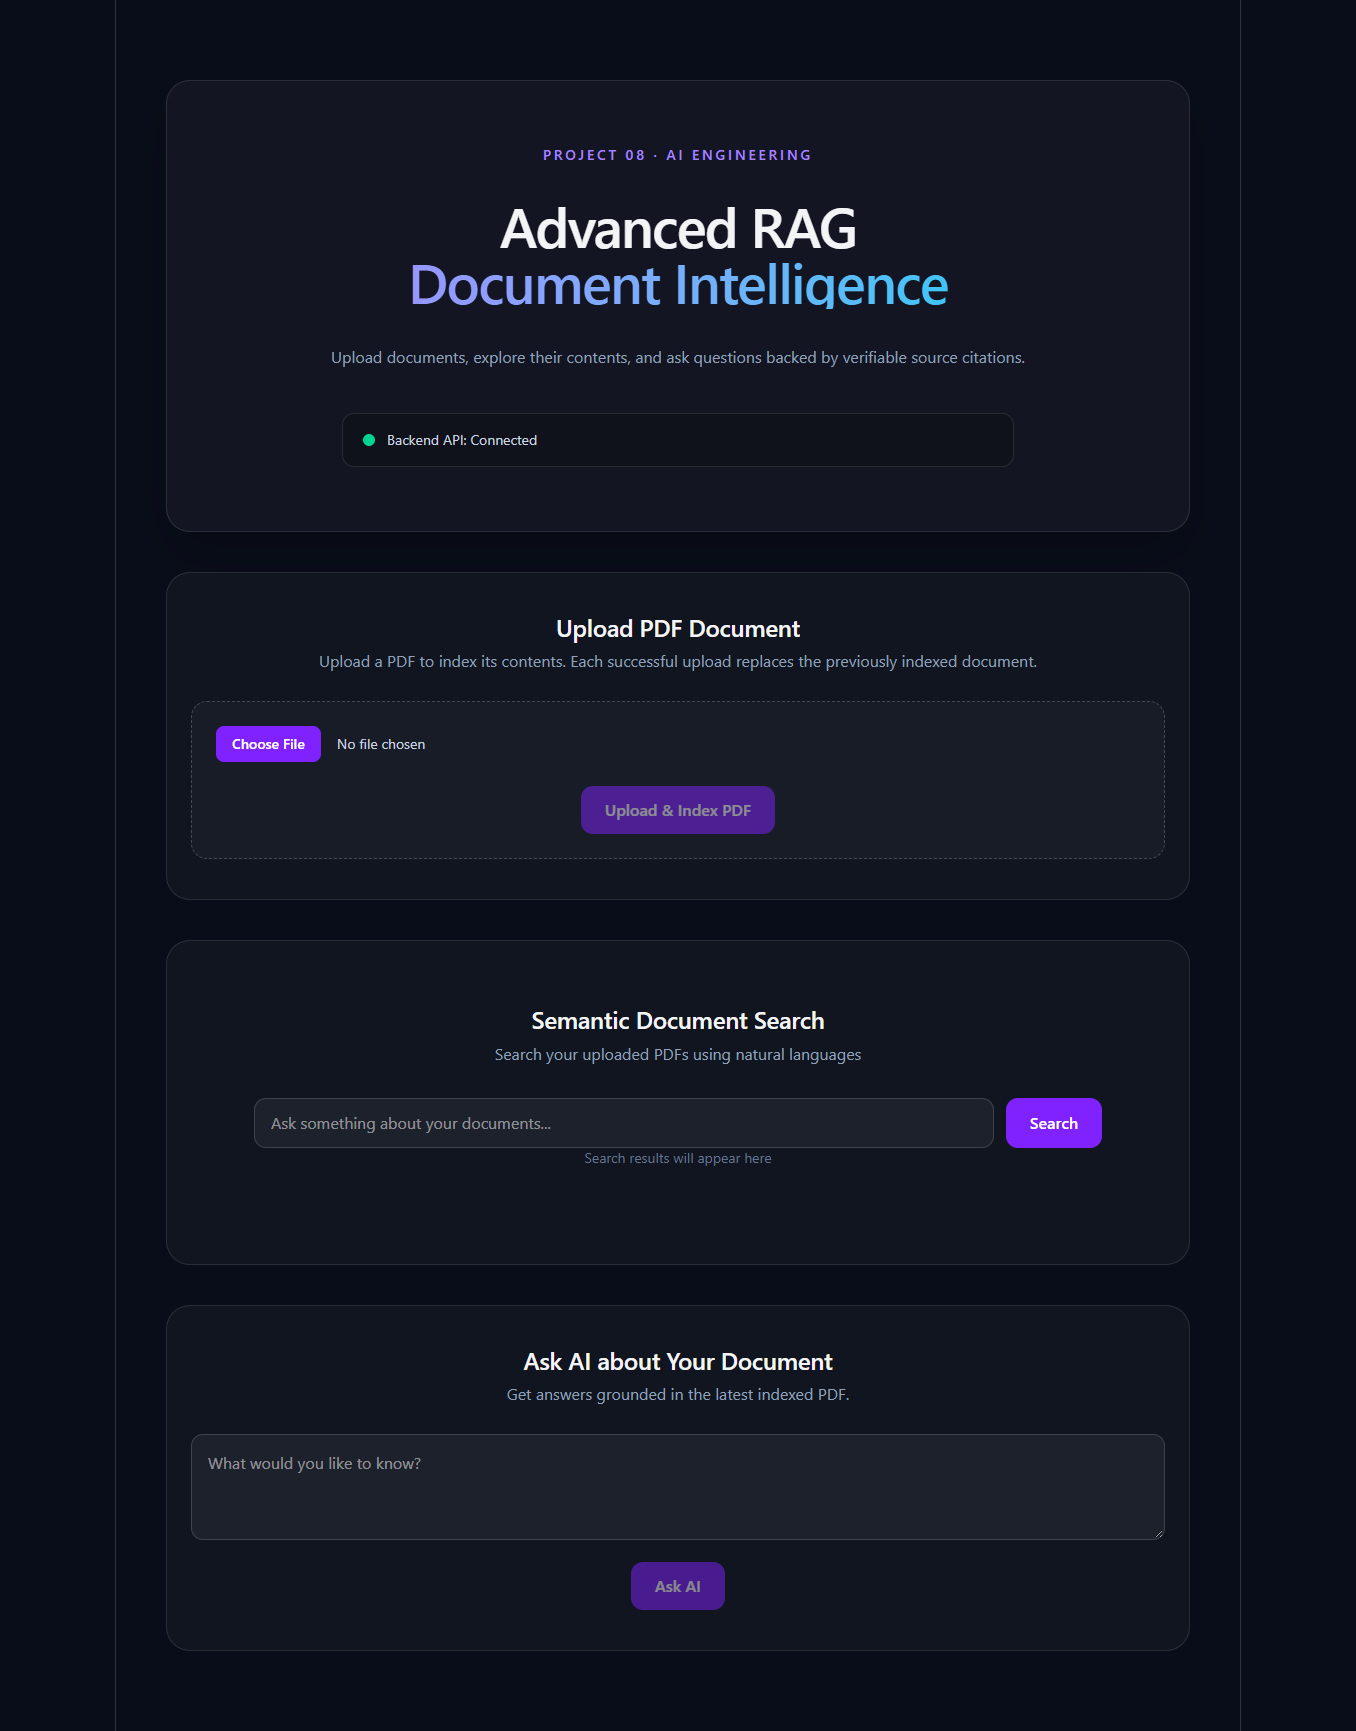 PROJECT 08 · AI ENGINEERING
Advanced RAG
Document Intelligence
Upload documents, explore their contents, and ask questions backed by verifiable source citations.
Backend API: Connected
Upload PDF Document
Upload a PDF to index its contents. Each successful upload replaces the previously indexed document.
Choose File No file chosen
Upload & Index PDF
Semantic Document Search
Search your uploaded PDFs using natural languages
Ask something about your documents...
Search
Search results will appear here
Ask AI about Your Document
Get answers grounded in the latest indexed PDF.
What would you like to know?
Ask AI